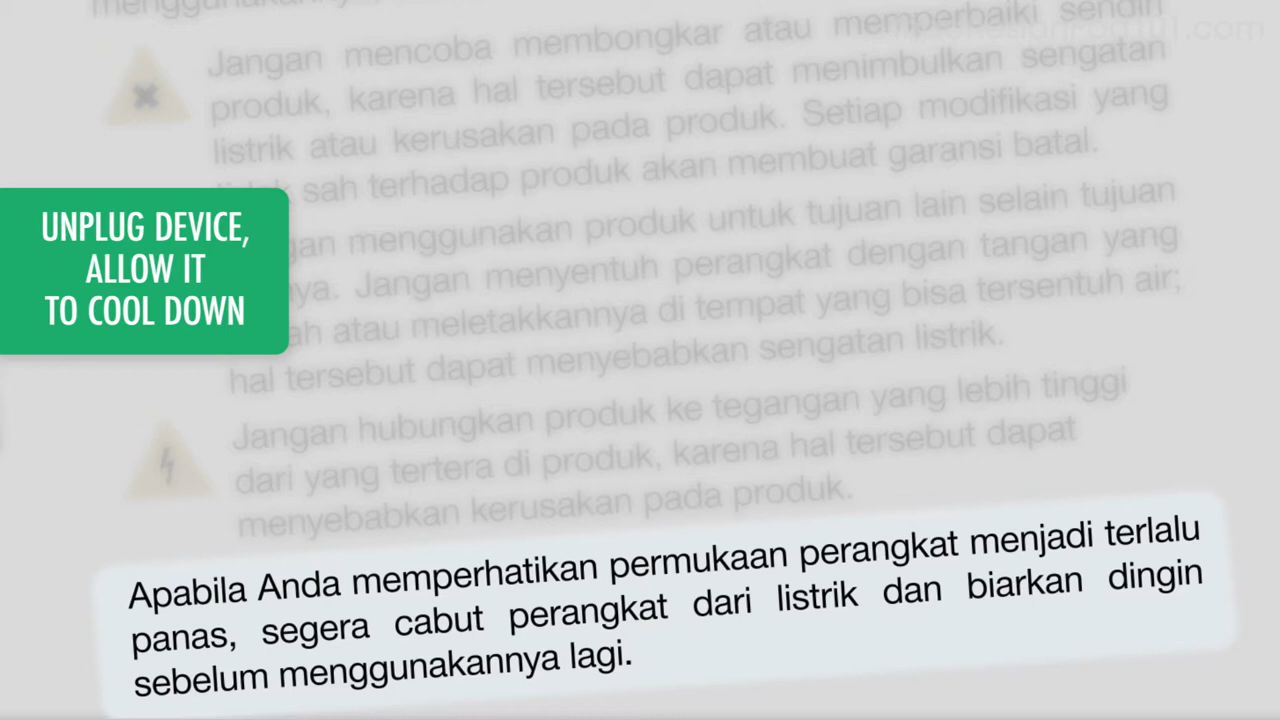 Jangan mencoba membongkar atau memperbaiki sendiri
produk, karena hal tersebut dapat menimbulkan sengatan
listrik atau kerusakan pada produk. Setiap modifikasi yang
sah terhadap produk akan membuat garansi batal.
UNPLUG DEVICE,
ALLOW IT
TO COOL DOWN
menggunakan produk untuk tujuan lain selain tujuan
Jangan menyentuh perangkat dengan tangan yang
atau meletakkannya di tempat yang bisa tersentuh air;
hal tersebut dapat menyebabkan sengatan listrik.
Jangan hubungkan produk ke tegangan yang lebih tinggi
dari yang tertera di produk, karena hal tersebut dapat
menyebabkan kerusakan pada produk.
Apabila Anda memperhatikan permukaan perangkat menjadi terlalu
panas, segera cabut perangkat dari listrik dan biarkan dingin
sebelum menggunakannya lagi.